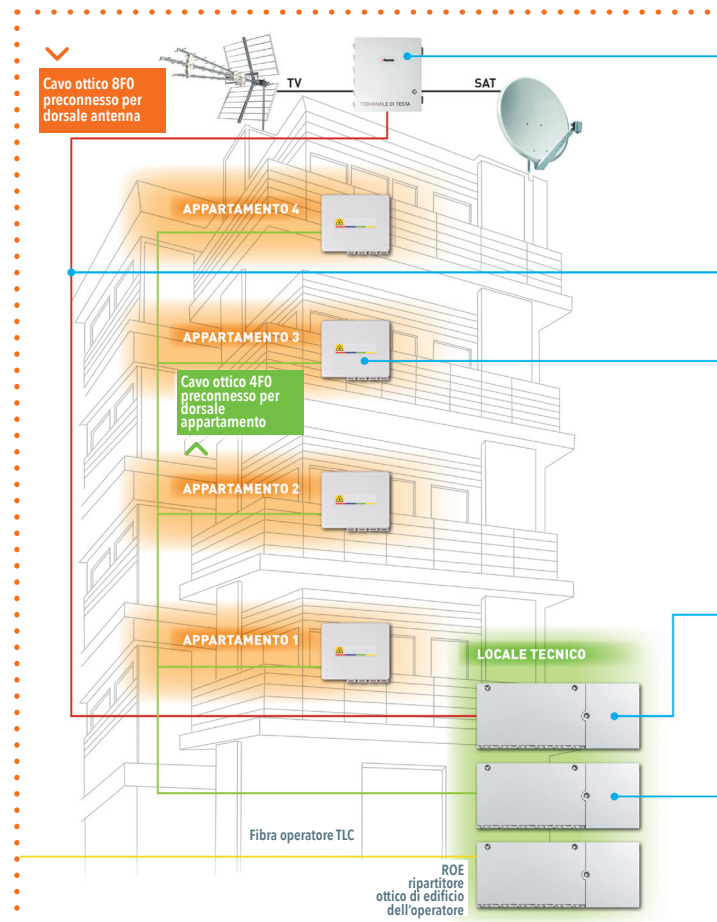 Cavo ottico 8FO
preconnesso per
dorsale antenna
TV
SAT
TERMINALE DI TESTA
APPARTAMENTO 4
APPARTAMENTO 3
Cavo ottico 4FO
preconnesso per
dorsale
appartamento
APPARTAMENTO 2
APPARTAMENTO 1
LOCALE TECNICO
Fibra operatore TLC
ROE
ripartitore
ottico di edificio
dell'operatore